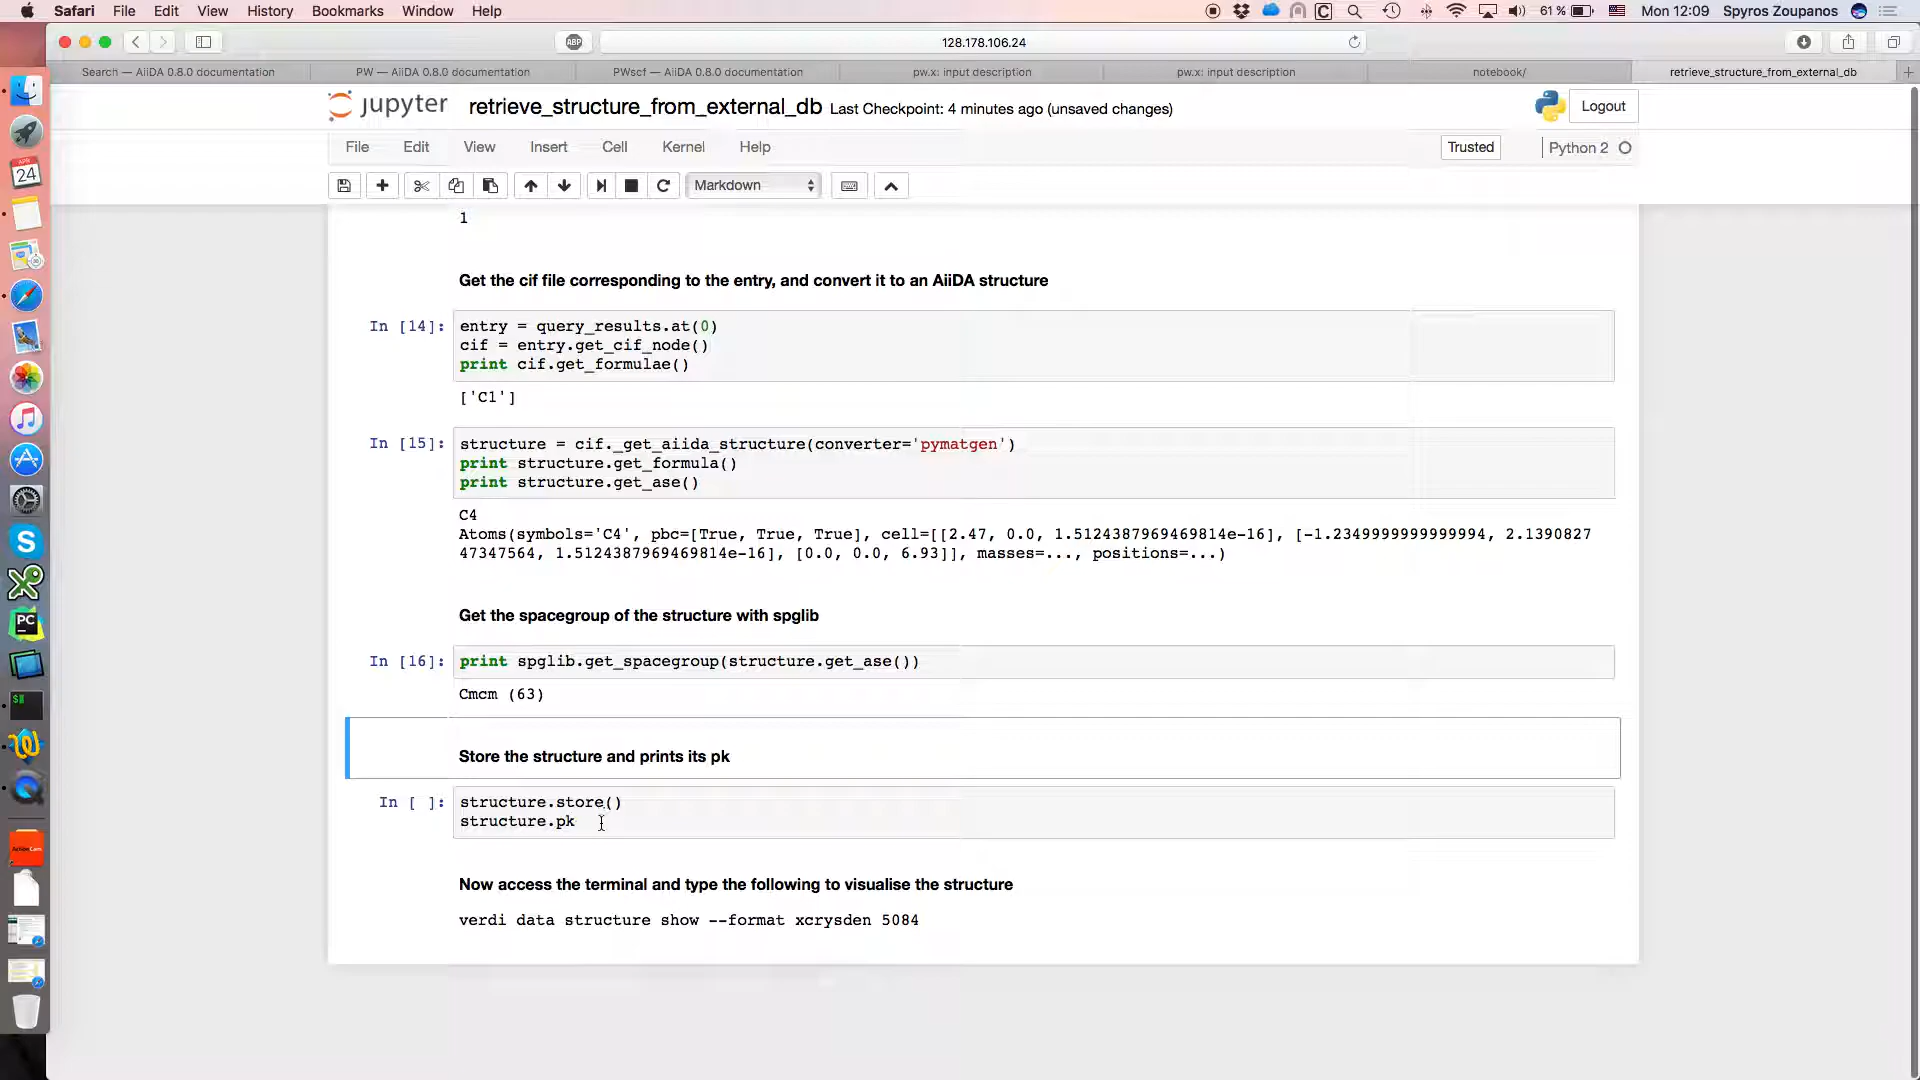 Safari File Edit View History Bookmarks Window Help 61 % Mon 12:09 Spyros Zoupanos
ABP 128.178.106.24
Search — AiiDA 0.8.0 documentation PW — AiiDA 0.8.0 documentation PWscf — AiiDA 0.8.0 documentation pw.x: input description pw.x: input description notebook/ retrieve_structure_from_external_db
jupyter retrieve_structure_from_external_db Last Checkpoint: 4 minutes ago (unsaved changes) Logout
File Edit View Insert Cell Kernel Help Trusted Python 2
Markdown
1
Get the cif file corresponding to the entry, and convert it to an AiiDA structure
In [14]: entry = query_results.at(0)
cif = entry.get_cif_node()
print cif.get_formulae()
['C1']
In [15]: structure = cif._get_aiida_structure(converter='pymatgen')
print structure.get_formula()
print structure.get_ase()
C4
Atoms(symbols='C4', pbc=[True, True, True], cell=[[2.47, 0.0, 1.5124387969469814e-16], [-1.2349999999999994, 2.1390827
47347564, 1.5124387969469814e-16], [0.0, 0.0, 6.93]], masses=..., positions=...)
Get the spacegroup of the structure with spglib
In [16]: print spglib.get_spacegroup(structure.get_ase())
Cmcm (63)
Store the structure and prints its pk
In [ ]: structure.store()
structure.pk
Now access the terminal and type the following to visualise the structure
verdi data structure show --format xcrysden 5084
APR
24
PC